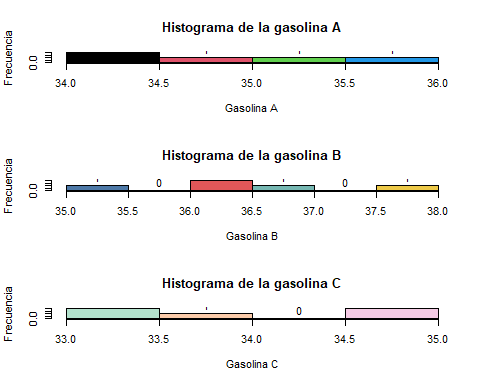 Histograma de la gasolina A
Frecuencia
0.0
34.0 34.5 35.0 35.5 36.0
Gasolina A
Histograma de la gasolina B
Frecuencia
0.0
0 0
35.0 35.5 36.0 36.5 37.0 37.5 38.0
Gasolina B
Histograma de la gasolina C
Frecuencia
0.0
0
33.0 33.5 34.0 34.5 35.0
Gasolina C